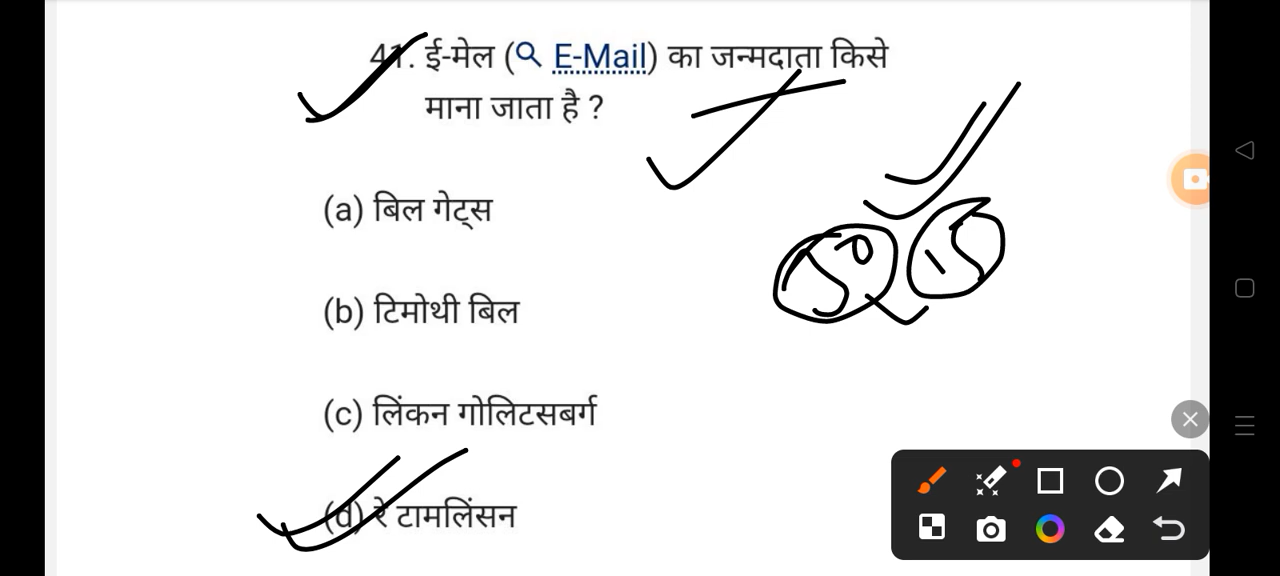 41. ई-मेल (E-Mail) का जन्मदाता किसे
माना जाता है ?
(a) बिल गेट्स
(b) टिमोथी बिल
(c) लिंकन गोलिटसबर्ग
(d) रे टामलिंसन